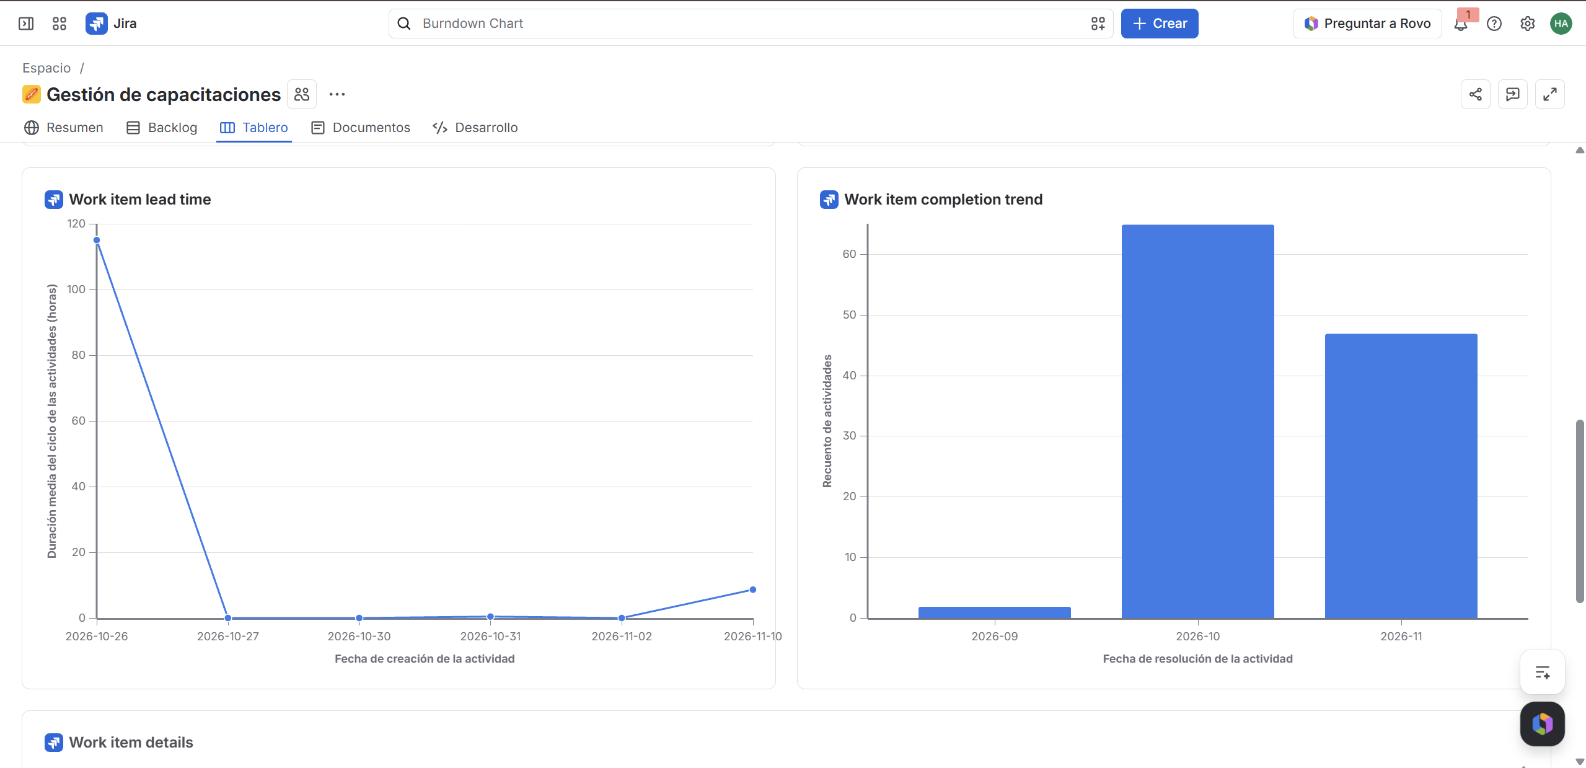 Jira
Burndown Chart
Crear
Preguntar a Rovo
1
HA
Espacio /
Gestión de capacitaciones
Resumen
Backlog
Tablero
Documentos
Desarrollo
Work item lead time
120
100
80
60
40
20
0
Duración media del ciclo de las actividades (horas)
2026-10-26
2026-10-27
2026-10-30
2026-10-31
2026-11-02
2026-11-10
Fecha de creación de la actividad
Work item completion trend
60
50
40
30
20
10
0
Recuento de actividades
2026-09
2026-10
2026-11
Fecha de resolución de la actividad
Work item details